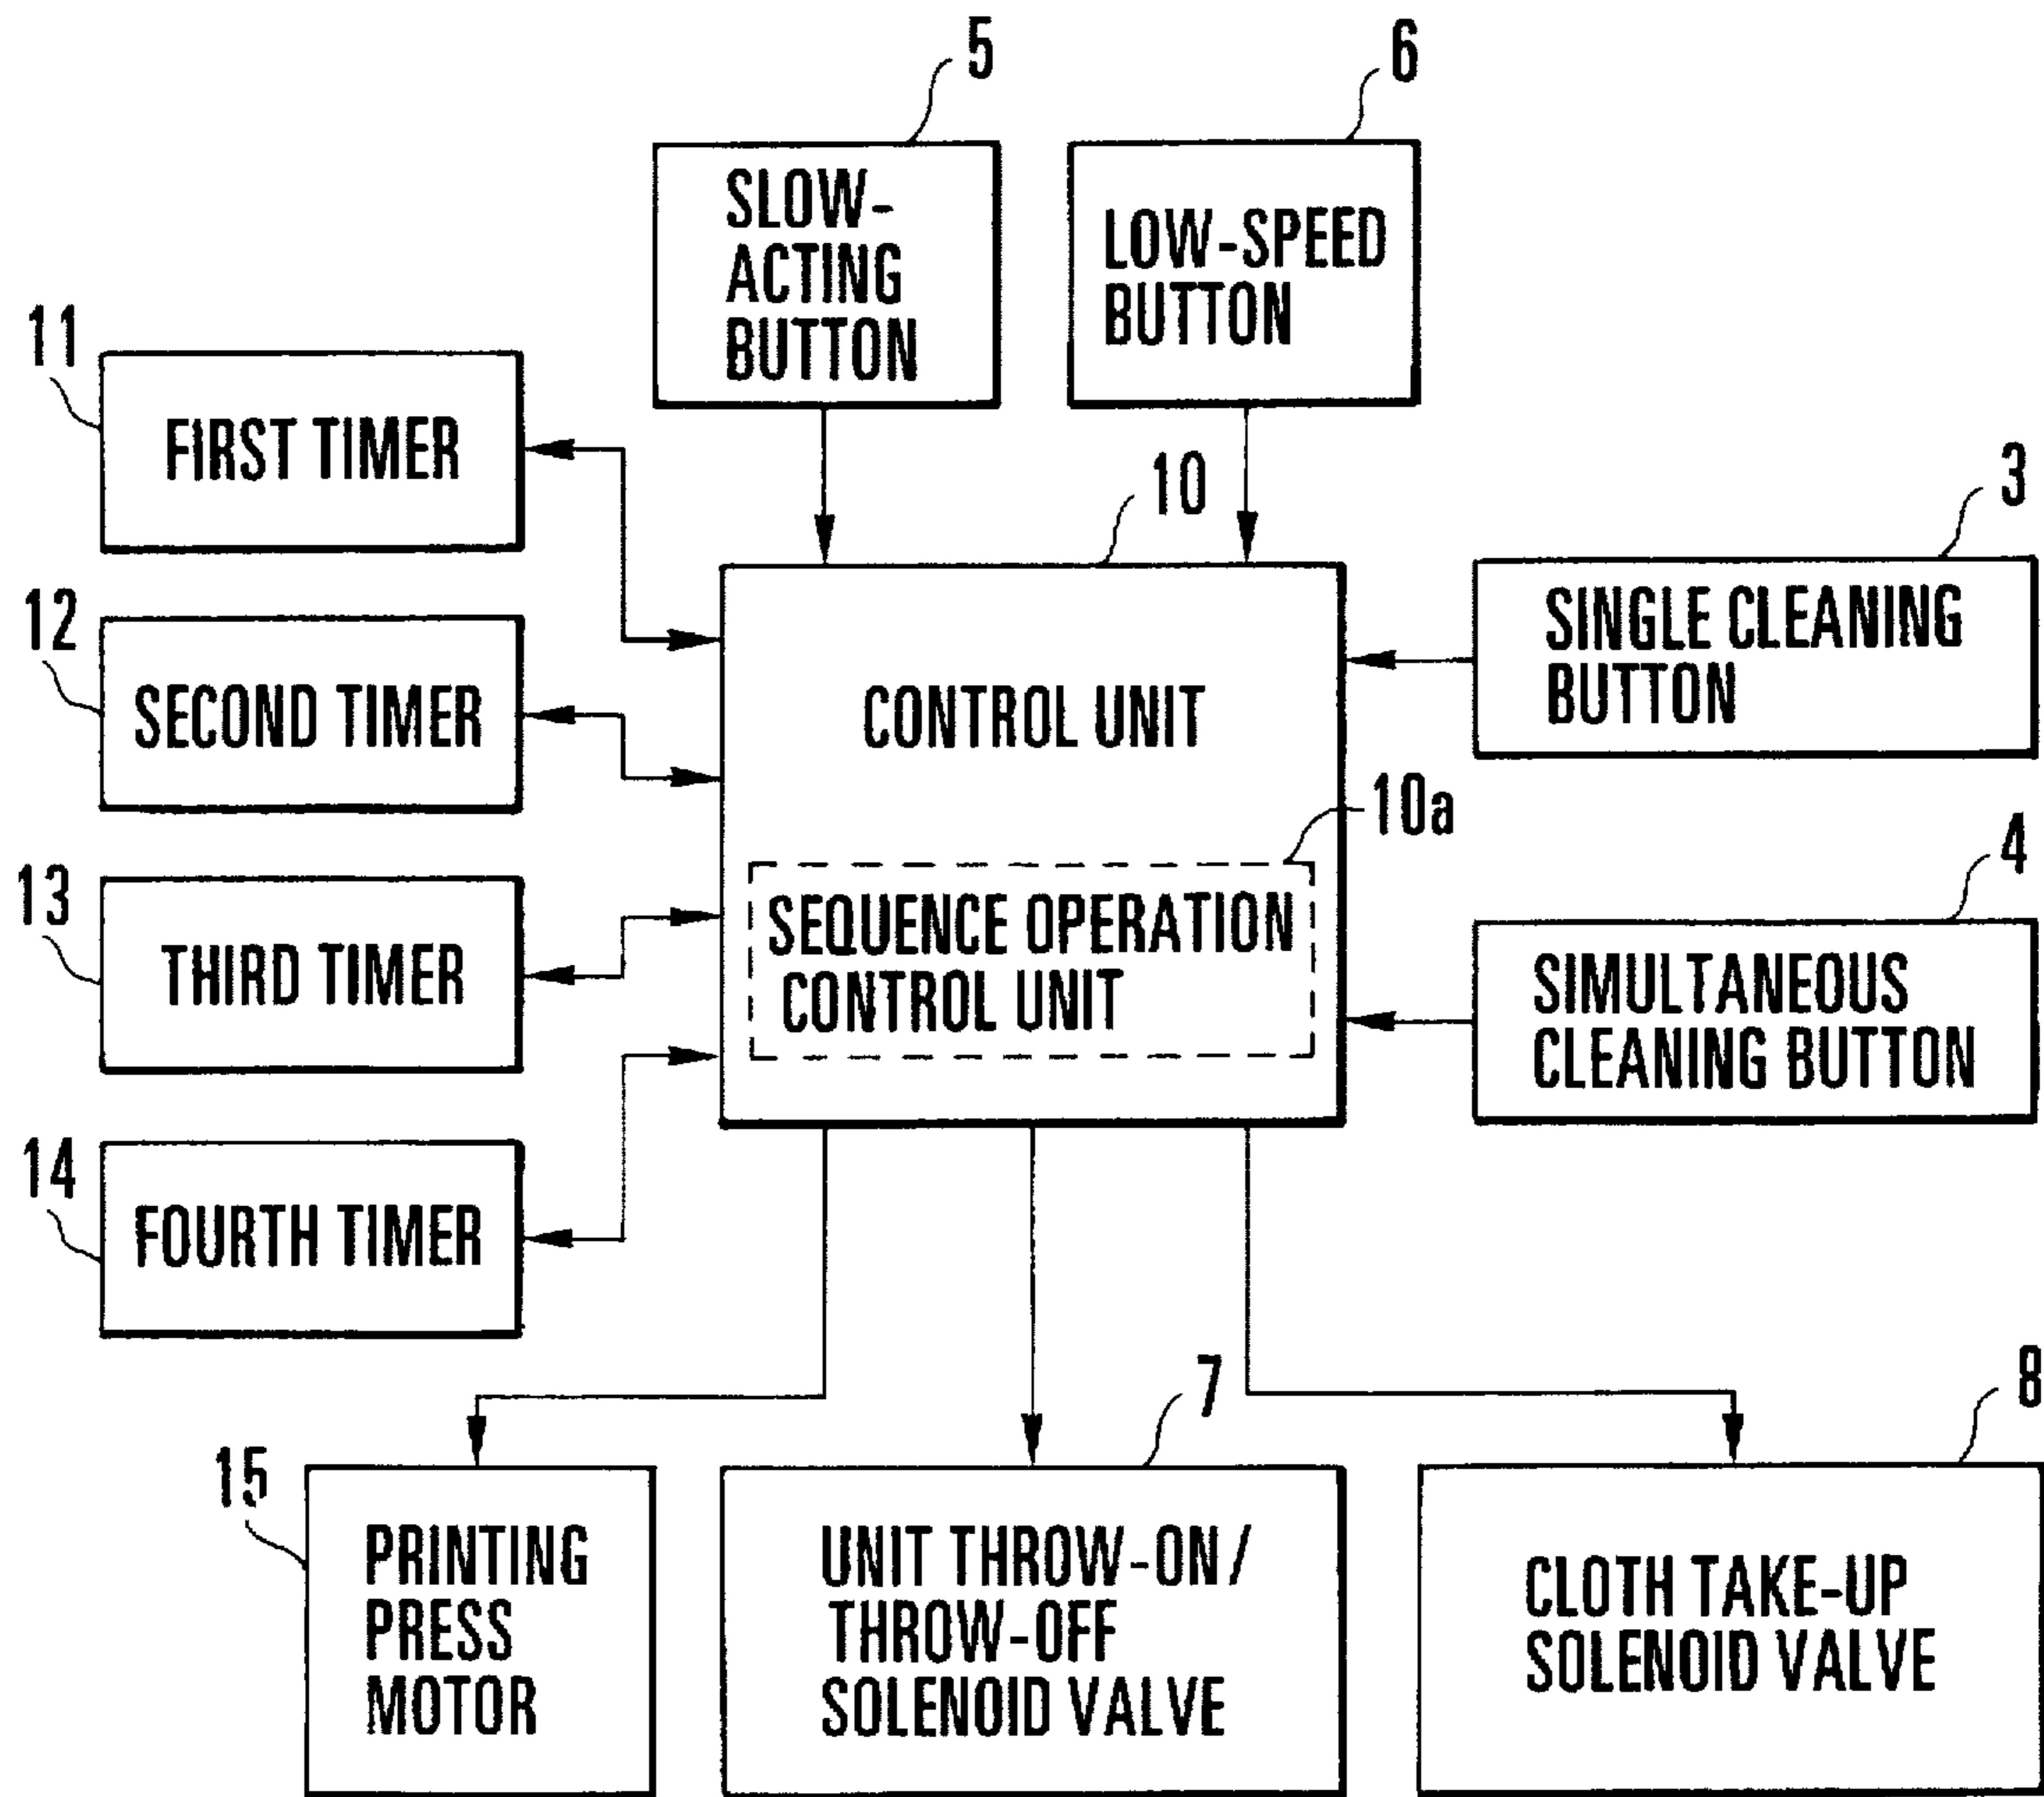 5
6
SLOW-
ACTING
BUTTON
LOW-SPEED
BUTTON
11
FIRST TIMER
10
3
SINGLE CLEANING
BUTTON
12
SECOND TIMER
CONTROL UNIT
10a
4
13
THIRD TIMER
SEQUENCE OPERATION
CONTROL UNIT
SIMULTANEOUS
CLEANING BUTTON
14
FOURTH TIMER
15
PRINTING
PRESS
MOTOR
7
UNIT THROW-ON/
THROW-OFF
SOLENOID VALVE
8
CLOTH TAKE-UP
SOLENOID VALVE